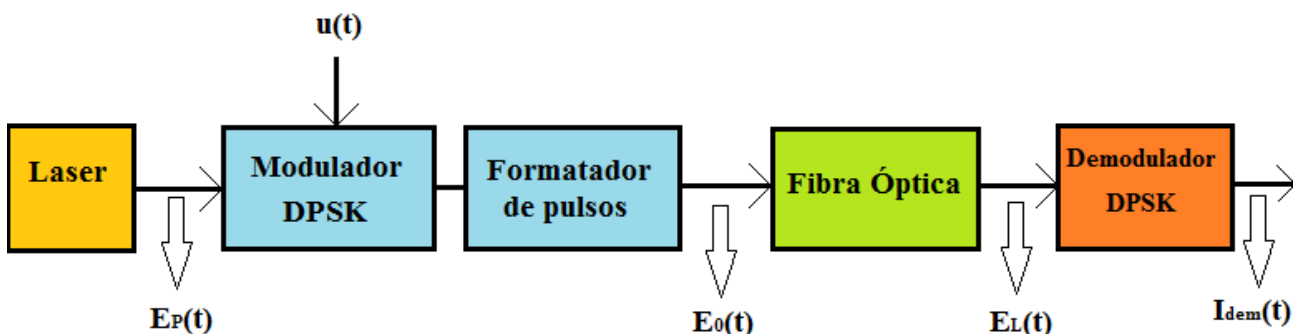 u(t)
Laser
Modulador
DPSK
Formatador
de pulsos
Fibra Óptica
Demodulador
DPSK
EP(t)
E0(t)
EL(t)
Idem(t)